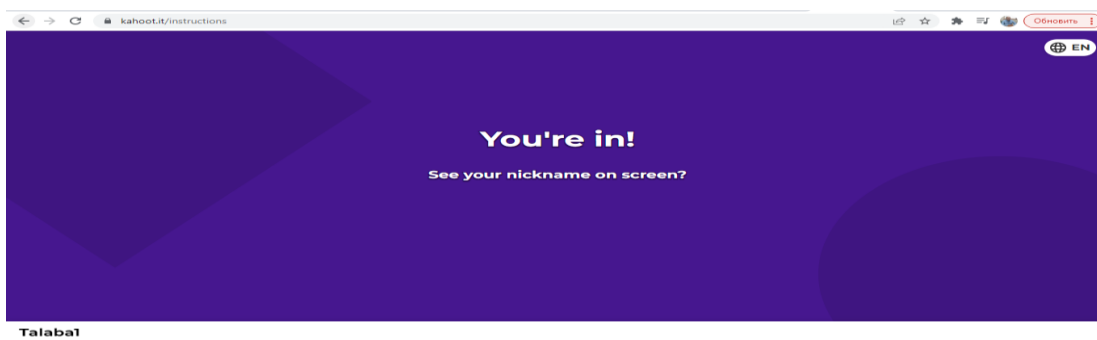 kahoot.it/instructions
Обновить
EN
You're in!
See your nickname on screen?
Talaba1